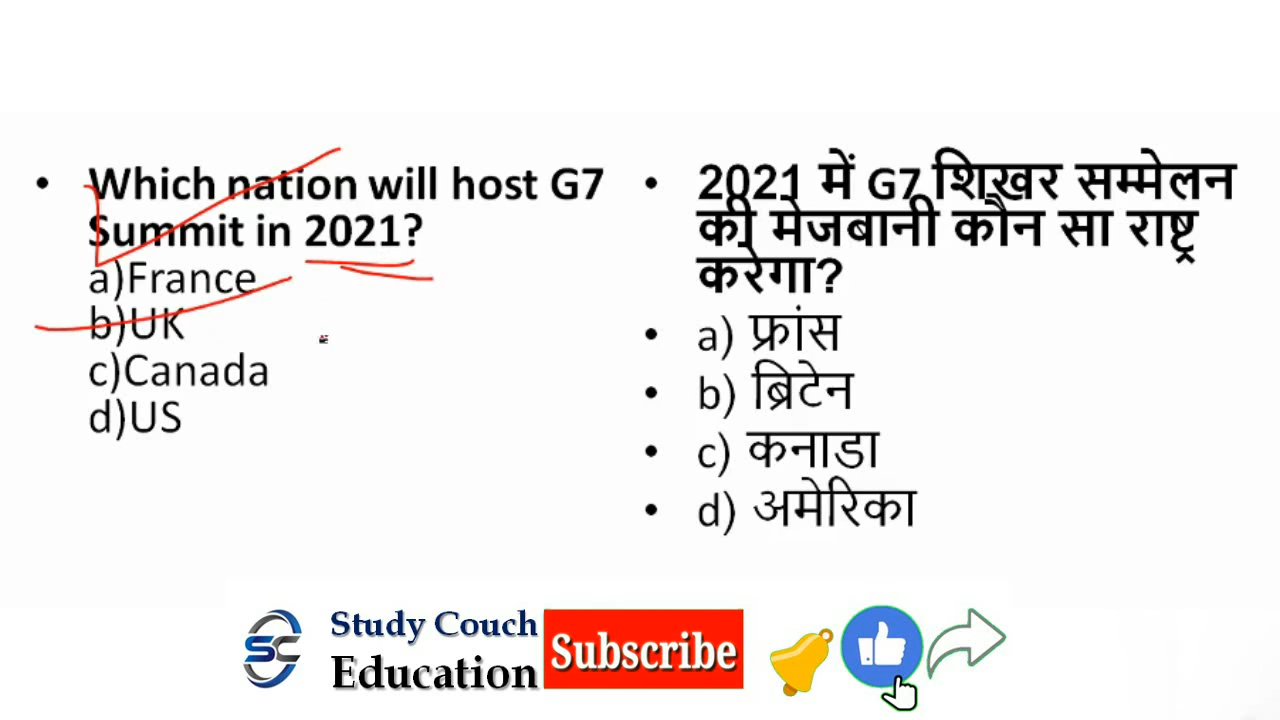 • Which nation will host G7
Summit in 2021?
a)France
b)UK
c)Canada
d)US
• 2021 में G7 शिखर सम्मेलन
की मेजबानी कौन सा राष्ट्र
करेगा?
• a) फ्रांस
• b) ब्रिटेन
• c) कनाडा
• d) अमेरिका
SC
Study Couch
Education
Subscribe